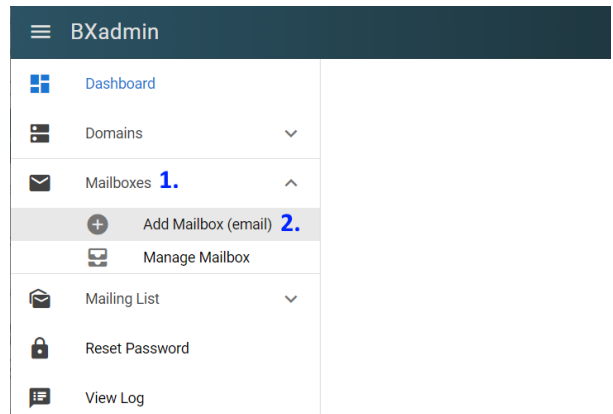 BXadmin
Dashboard
Domains
Mailboxes 1.
Add Mailbox (email) 2.
Manage Mailbox
Mailing List
Reset Password
View Log